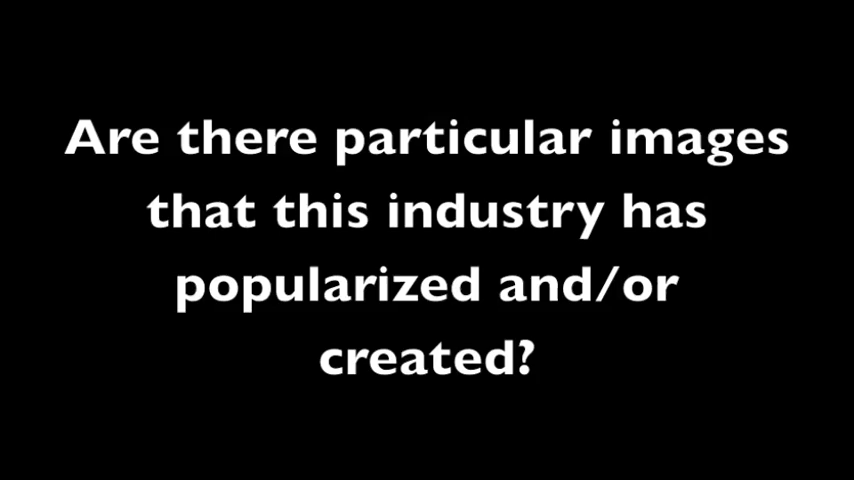 Are there particular images
that this industry has
popularized and/or
created?